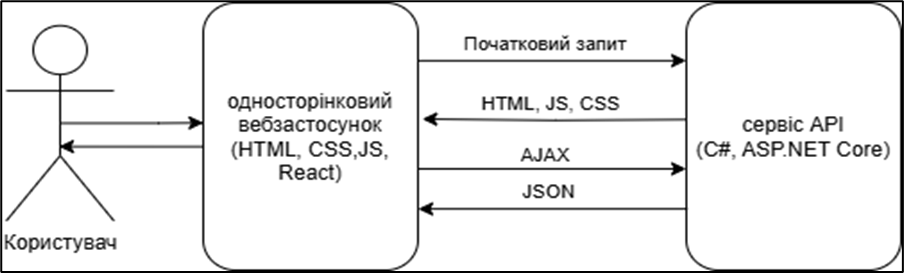 Початковий запит
HTML, JS, CSS
AJAX
JSON
односторінковий
вебзастосунок
(HTML, CSS,JS,
React)
сервіс API
(C#, ASP.NET Core)
Користувач